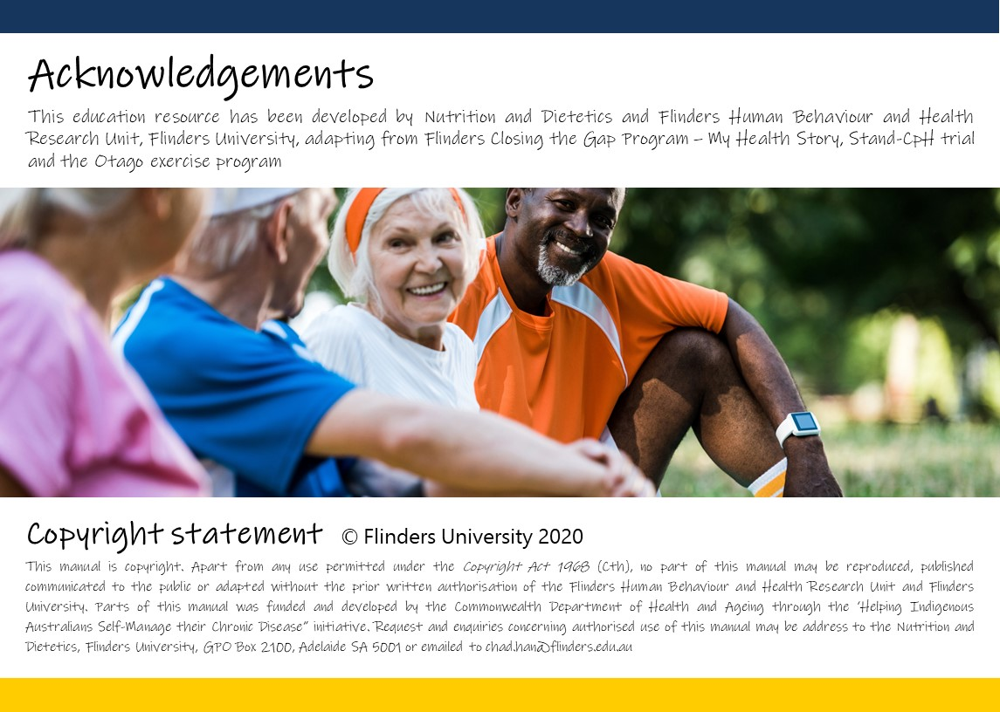 Acknowledgements
This education resource has been developed by Nutrition and Dietetics and Flinders Human Behaviour and Health
Research Unit, Flinders University, adapting from Flinders Closing the Gap Program – My Health Story, Stand-CpH trial
and the Otago exercise program
Copyright statement © Flinders University 2020
This manual is copyright. Apart from any use permitted under the Copyright Act 1968 (Cth), no part of this manual may be reproduced, published
communicated to the public or adapted without the prior written authorisation of the Flinders Human Behaviour and Health Research Unit and Flinders
University. Parts of this manual was funded and developed by the Commonwealth Department of Health and Ageing through the 'Helping Indigenous
Australians Self-Manage their Chronic Disease" initiative. Request and enquiries concerning authorised use of this manual may be address to the Nutrition and
Dietetics, Flinders University, GPO Box 2100, Adelaide SA 5001 or emailed to chad.han@flinders.edu.au